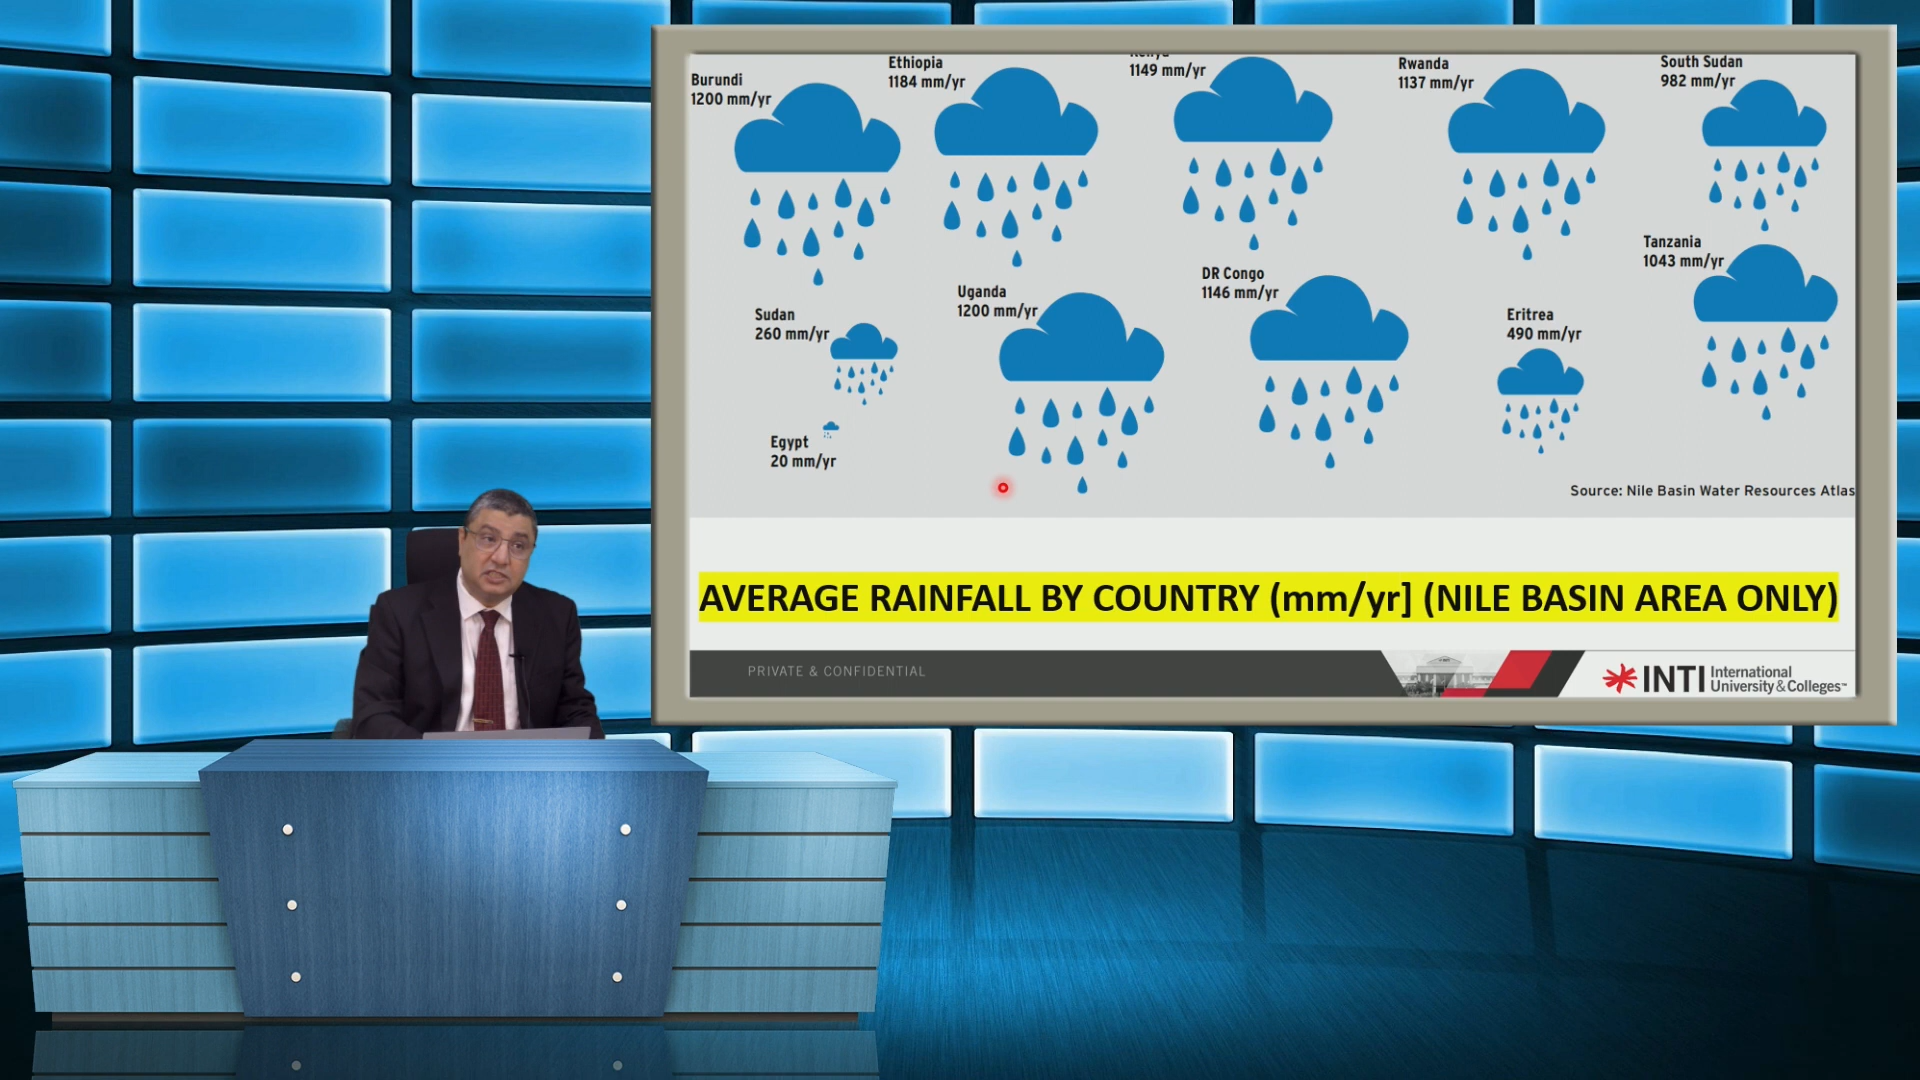 Burundi
1200 mm/yr
Ethiopia
1184 mm/yr
Kenya
1149 mm/yr
Rwanda
1137 mm/yr
South Sudan
982 mm/yr
Sudan
260 mm/yr
Uganda
1200 mm/yr
DR Congo
1146 mm/yr
Eritrea
490 mm/yr
Tanzania
1043 mm/yr
Egypt
20 mm/yr
Source: Nile Basin Water Resources Atlas
AVERAGE RAINFALL BY COUNTRY (mm/yr] (NILE BASIN AREA ONLY)
PRIVATE & CONFIDENTIAL
INTI International
University & Colleges